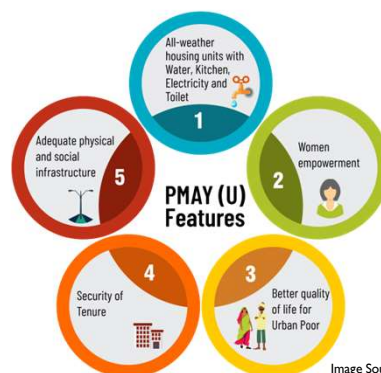 All-weather
housing units with
Water, Kitchen,
Electricity and
Toilet
1
Women
empowerment
2
Better quality
of life for
Urban Poor
3
Security of
Tenure
4
Adequate physical
and social
infrastructure
5
PMAY (U)
Features
Image Sou